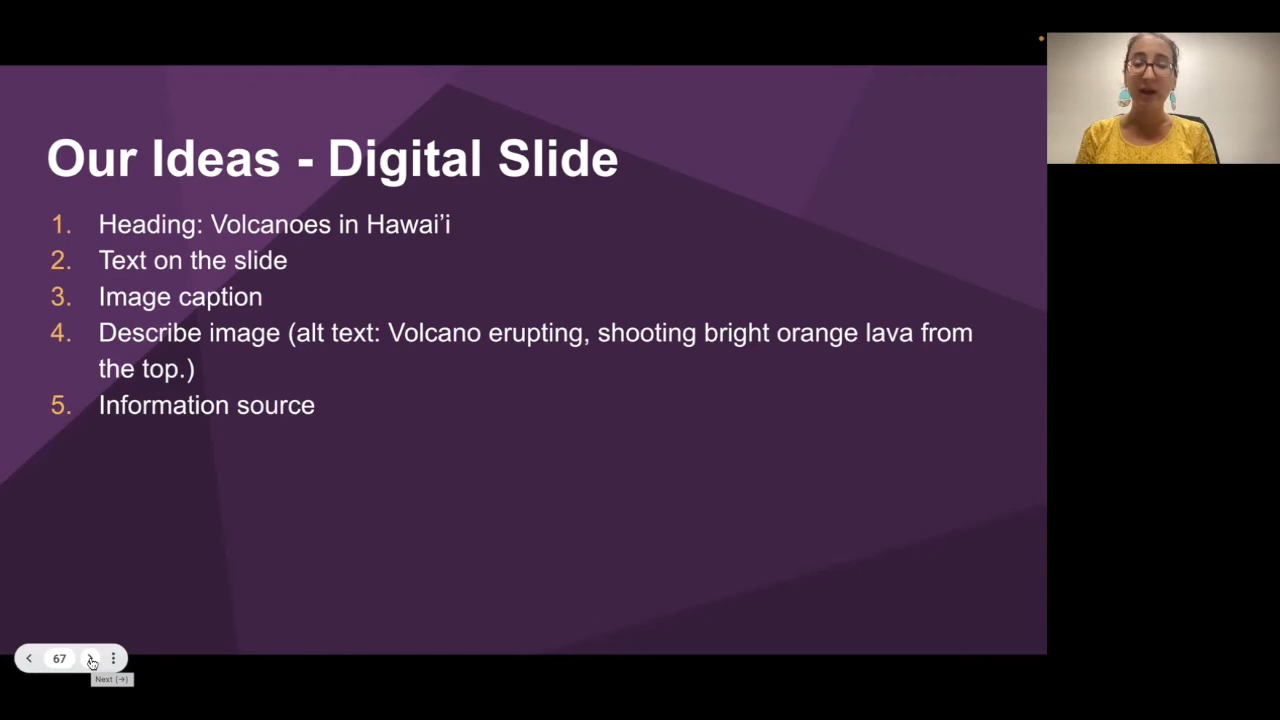 Our Ideas - Digital Slide
1. Heading: Volcanoes in Hawai’i
2. Text on the slide
3. Image caption
4. Describe image (alt text: Volcano erupting, shooting bright orange lava from
the top.)
5. Information source
67
Next (→)